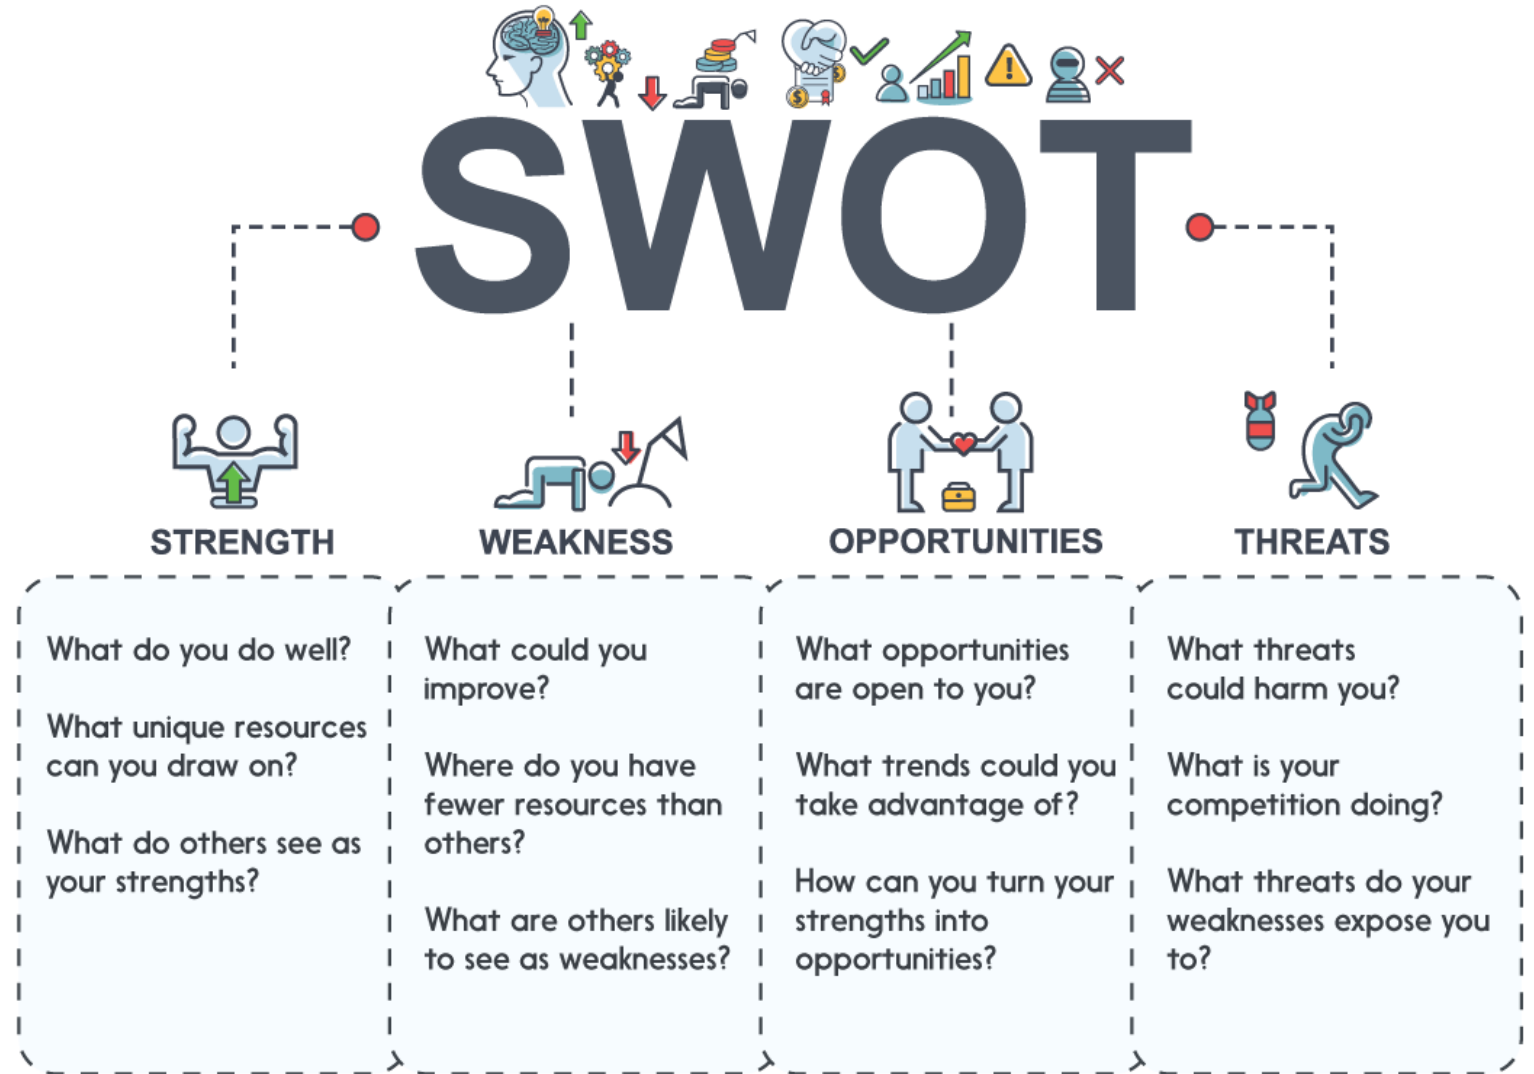 SWOT
STRENGTH
What do you do well?
What unique resources
can you draw on?
What do others see as
your strengths?
WEAKNESS
What could you
improve?
Where do you have
fewer resources than
others?
What are others likely
to see as weaknesses?
OPPORTUNITIES
What opportunities
are open to you?
What trends could you
take advantage of?
How can you turn your
strengths into
opportunities?
THREATS
What threats
could harm you?
What is your
competition doing?
What threats do your
weaknesses expose you
to?